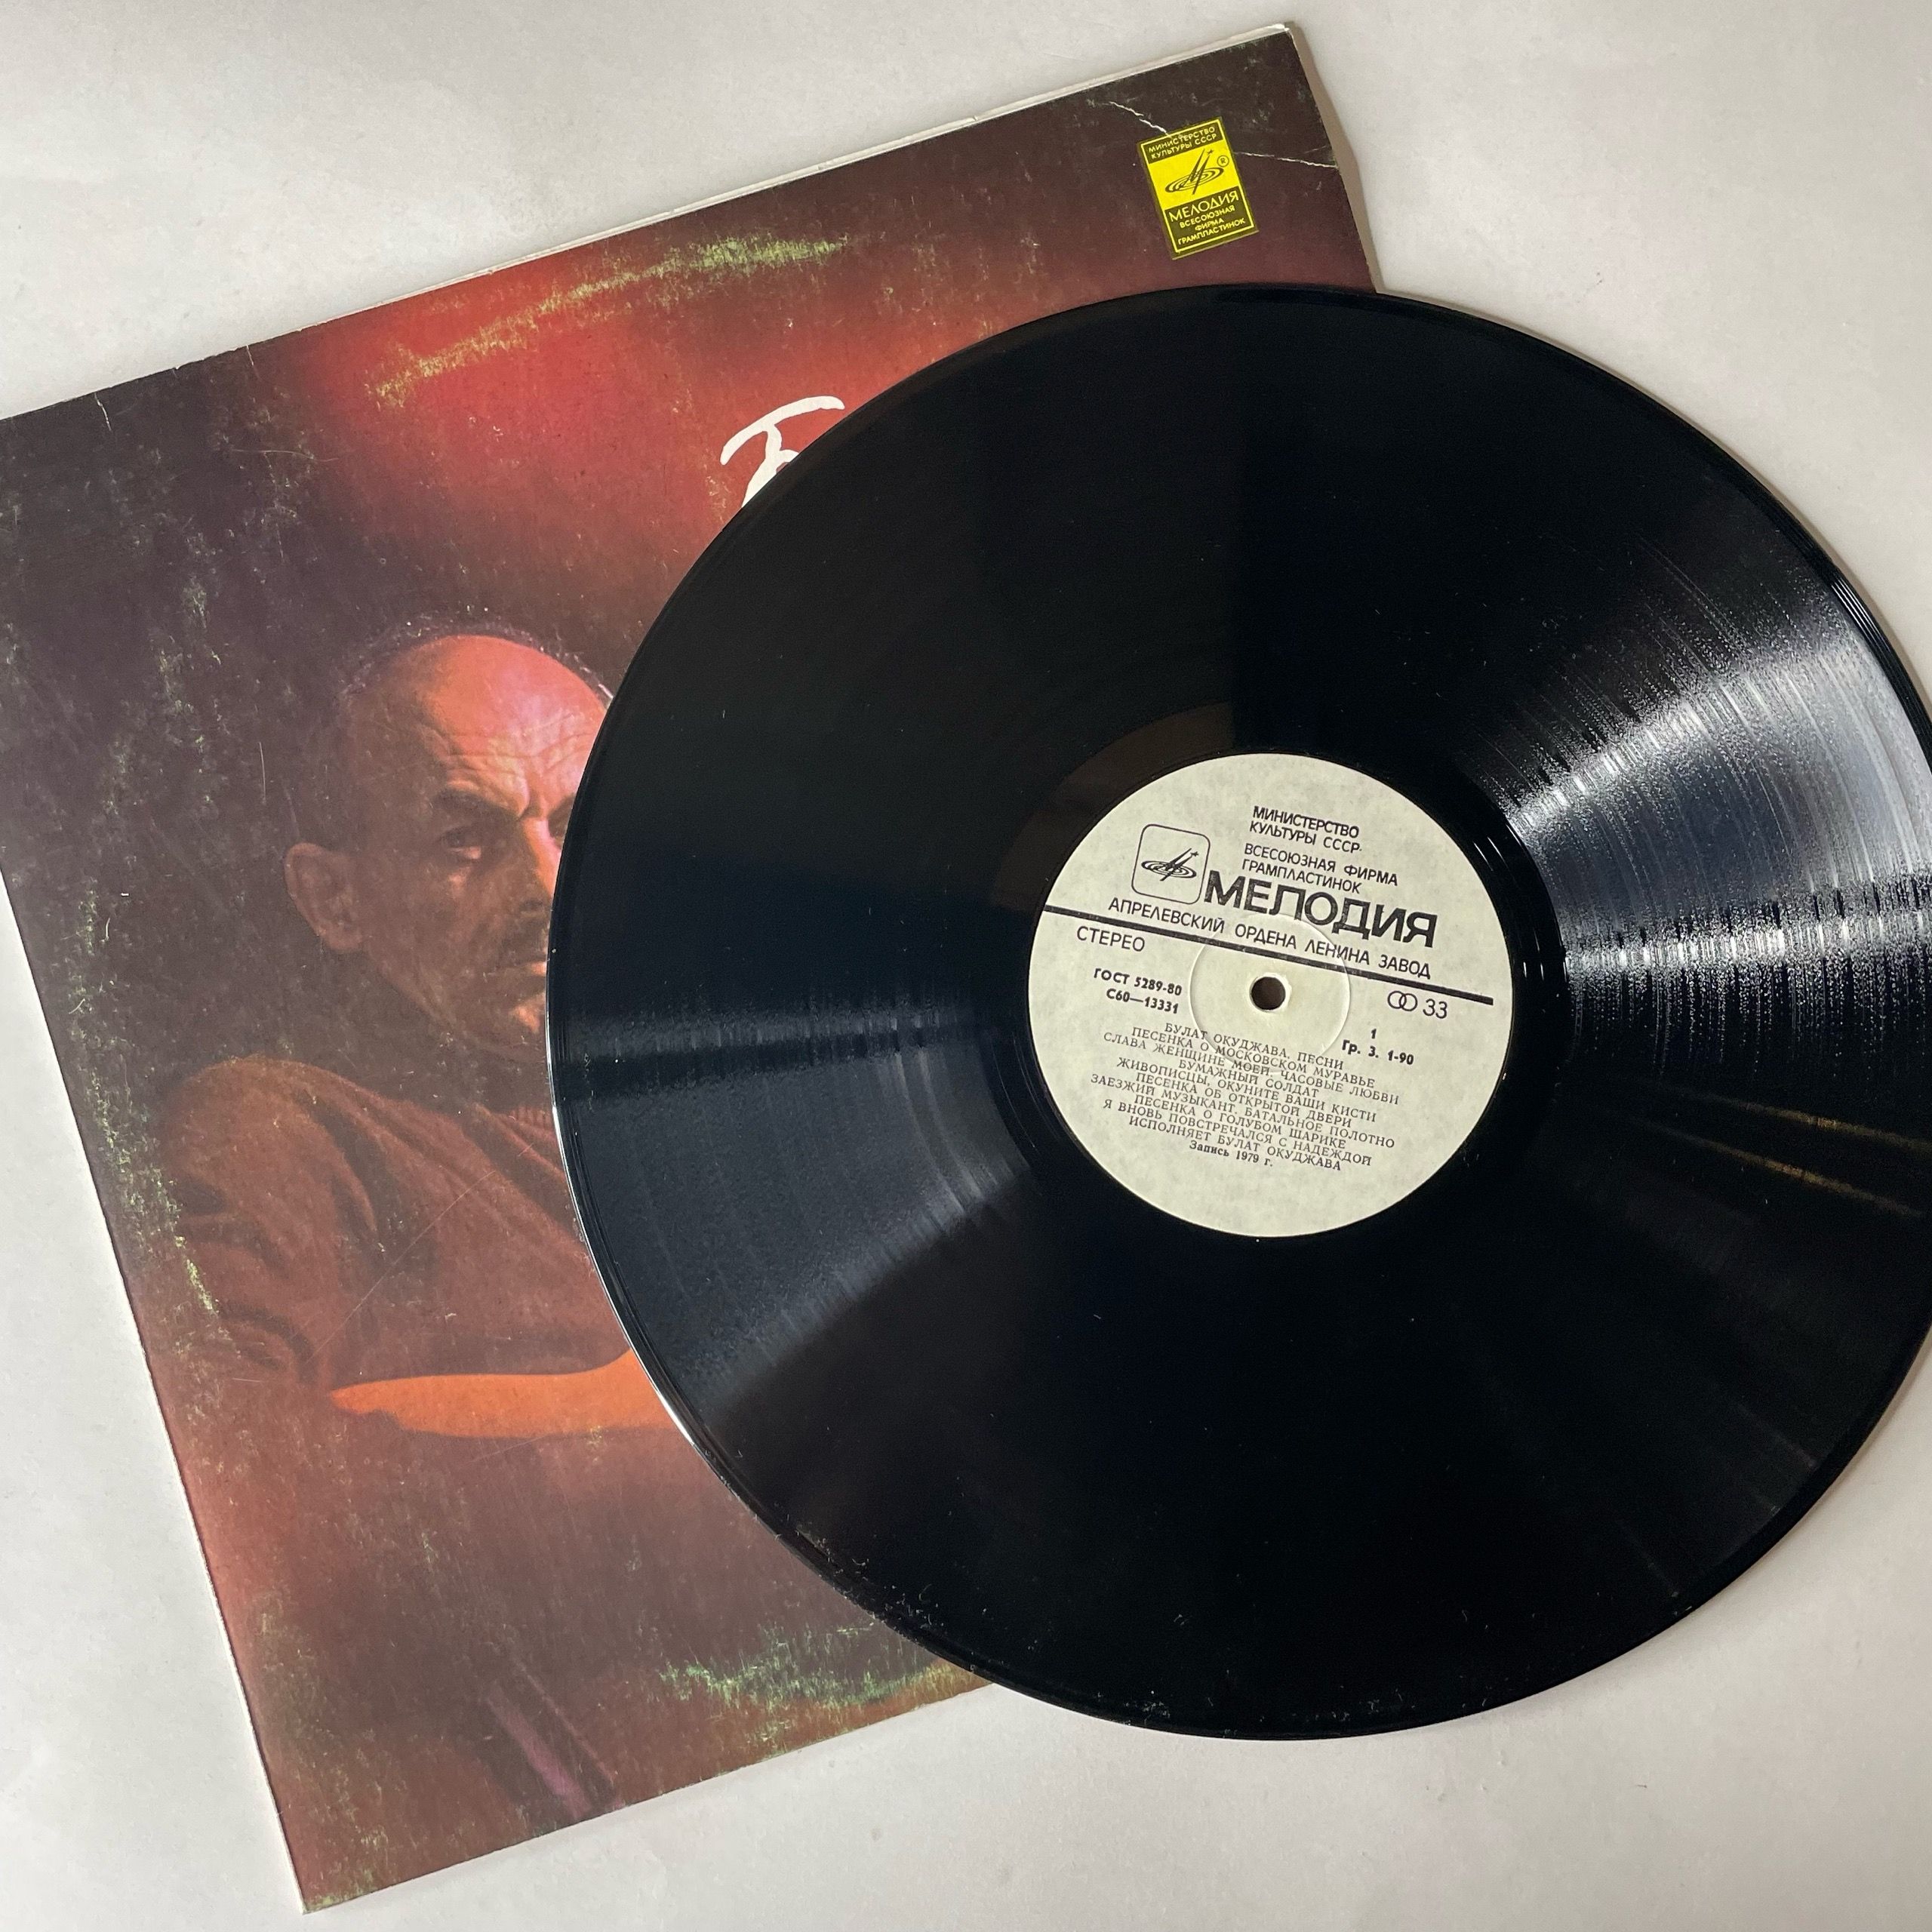 МИНИСТЕРСТВО
КУЛЬТУРЫ СССР
®
МЕЛОДИЯ
ВСЕСОЮЗНАЯ
ФИРМА
ГРАМПЛАСТИНОК
Б
МИНИСТЕРСТВО
КУЛЬТУРЫ СССР
ВСЕСОЮЗНАЯ ФИРМА
ГРАМПЛАСТИНОК
МЕЛОДИЯ
АПРЕЛЕВСКИЙ ОРДЕНА ЛЕНИНА ЗАВОД
СТЕРЕО
33
ГОСТ 5289-80
С60—13331
1
Гр. 3. 1-90
БУЛАТ ОКУДЖАВА. ПЕСНИ
ПЕСЕНКА О МОСКОВСКОМ МУРАВЬЕ
СЛАВА ЖЕНЩИНЕ МОЕЙ. ЧАСОВЫЕ ЛЮБВИ
БУМАЖНЫЙ СОЛДАТ
ЖИВОПИСЦЫ, ОКУНИТЕ ВАШИ КИСТИ
ПЕСЕНКА ОБ ОТКРЫТОЙ ДВЕРИ
ЗАЕЗЖИЙ МУЗЫКАНТ. БАТАЛЬНОЕ ПОЛОТНО
ПЕСЕНКА О ГОЛУБОМ ШАРИКЕ
Я ВНОВЬ ПОВСТРЕЧАЛСЯ С НАДЕЖДОЙ
ИСПОЛНЯЕТ БУЛАТ ОКУДЖАВА
Запись 1979 г.